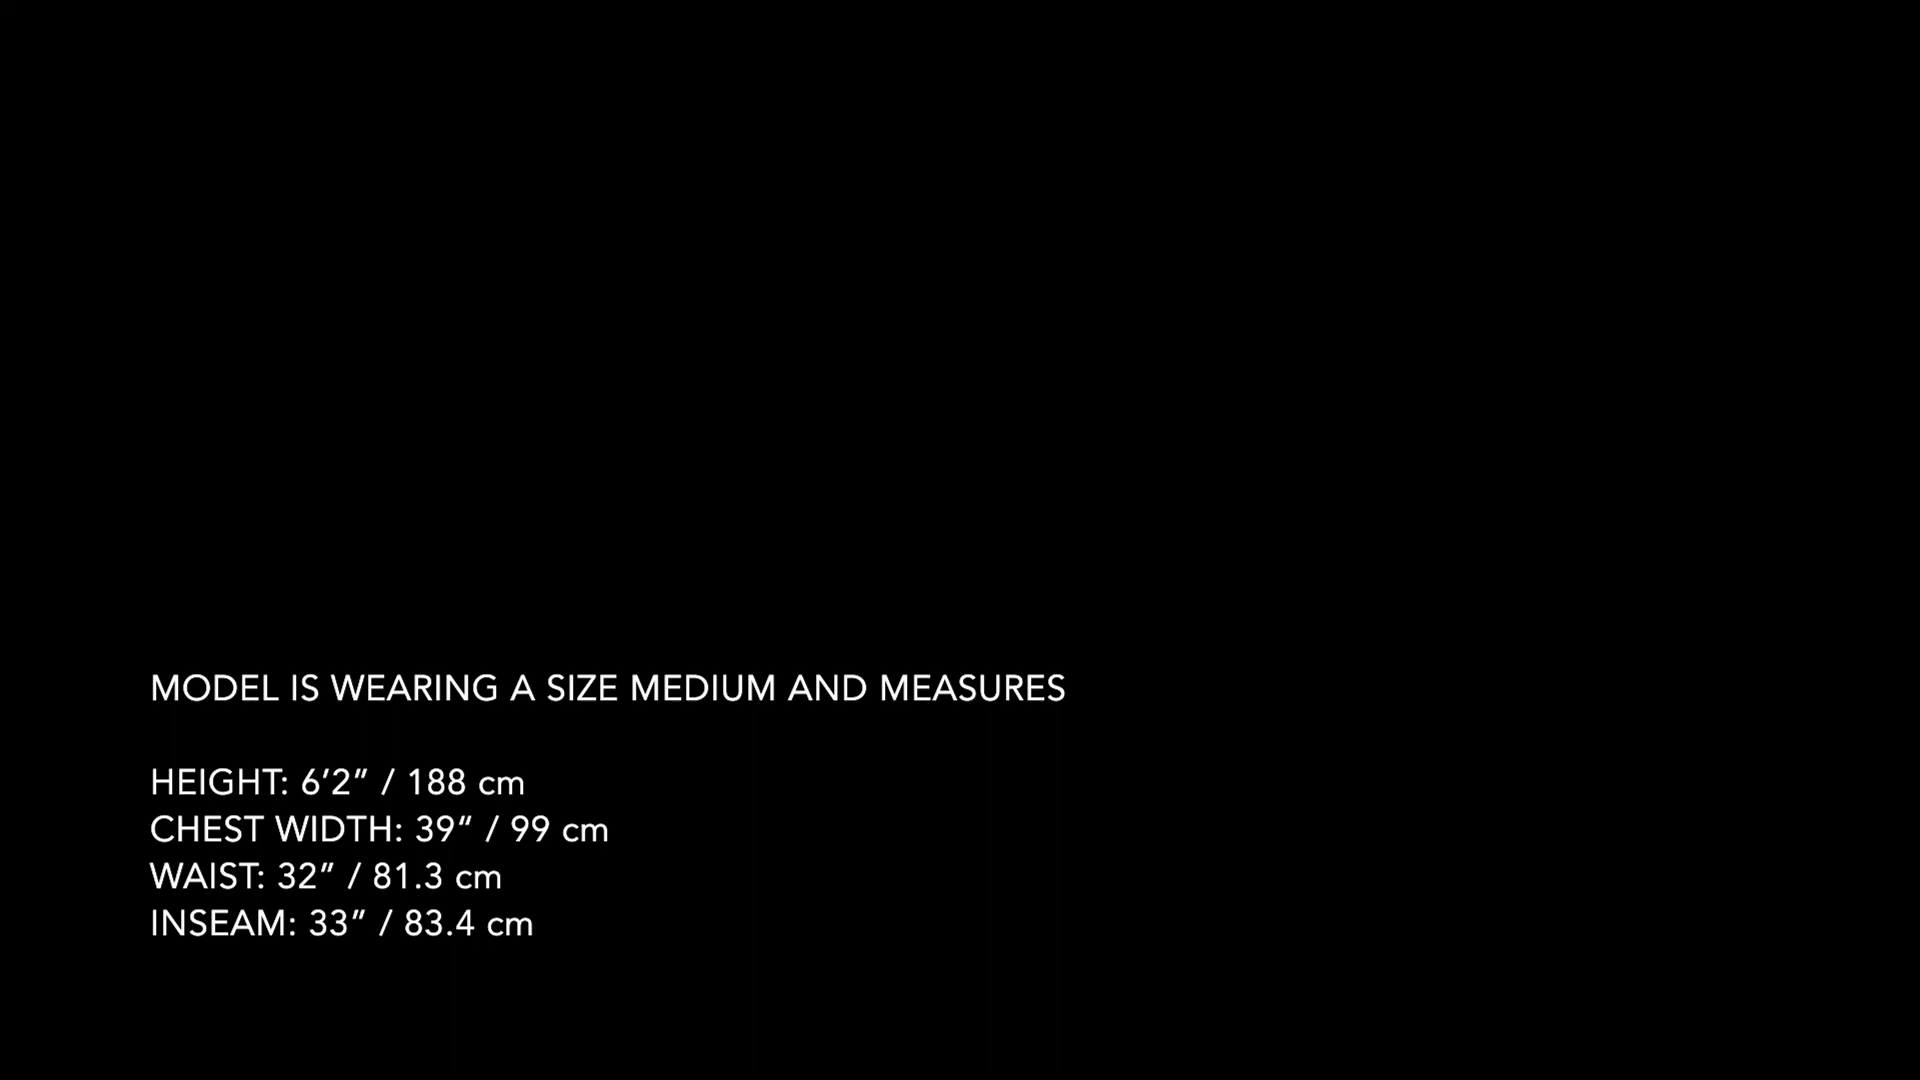 MODEL IS WEARING A SIZE MEDIUM AND MEASURES
HEIGHT: 6’2” / 188 cm
CHEST WIDTH: 39” / 99 cm
WAIST: 32” / 81.3 cm
INSEAM: 33” / 83.4 cm